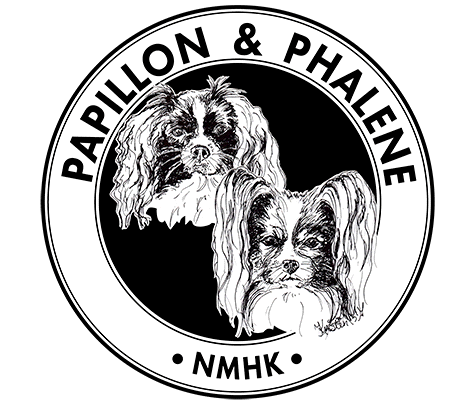 PAPILLON & PHALENE
• NMHK •